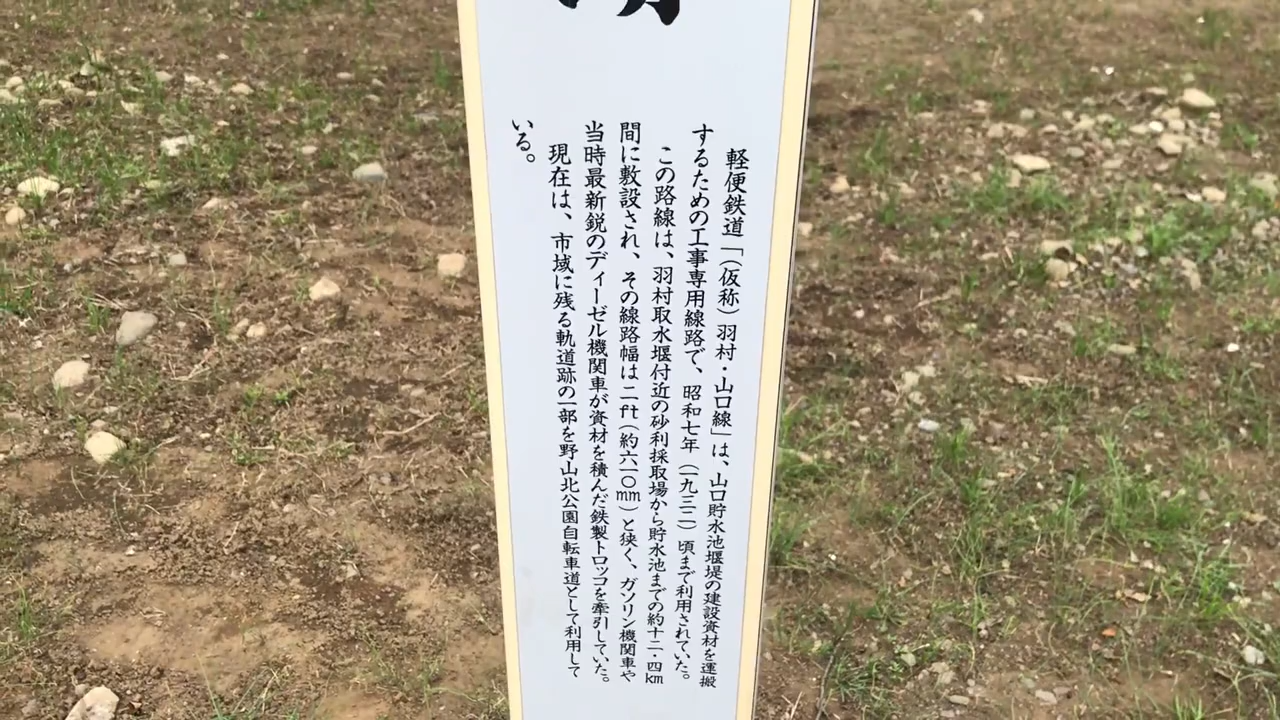 軽便鉄道「（仮称）羽村・山口線」は、山口貯水池堰堤の建設資材を運搬
するための工事専用線路で、昭和七年（一九三二）頃まで利用されていた。
この路線は、羽村取水堰付近の砂利採取場から貯水池までの約十二・四km
間に敷設され、その線路幅は二ft（約六一〇mm）と狭く、ガソリン機関車や
当時最新鋭のディーゼル機関車が資材を積んだ鉄製トロッコを牽引していた。
現在は、市域に残る軌道跡の一部を野山北公園自転車道として利用して
いる。